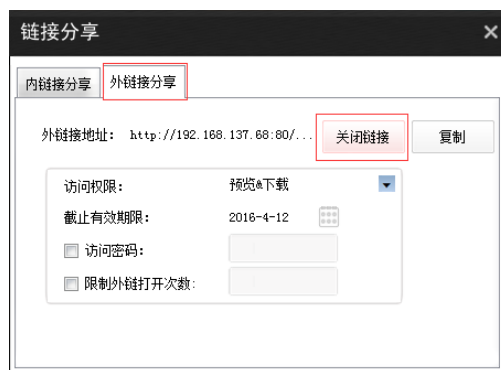 链接分享
内链接分享 外链接分享
外链接地址: http://192.168.137.68:80/... 关闭链接 复制
访问权限: 预览&下载
截止有效期限: 2016-4-12
访问密码:
限制外链打开次数: